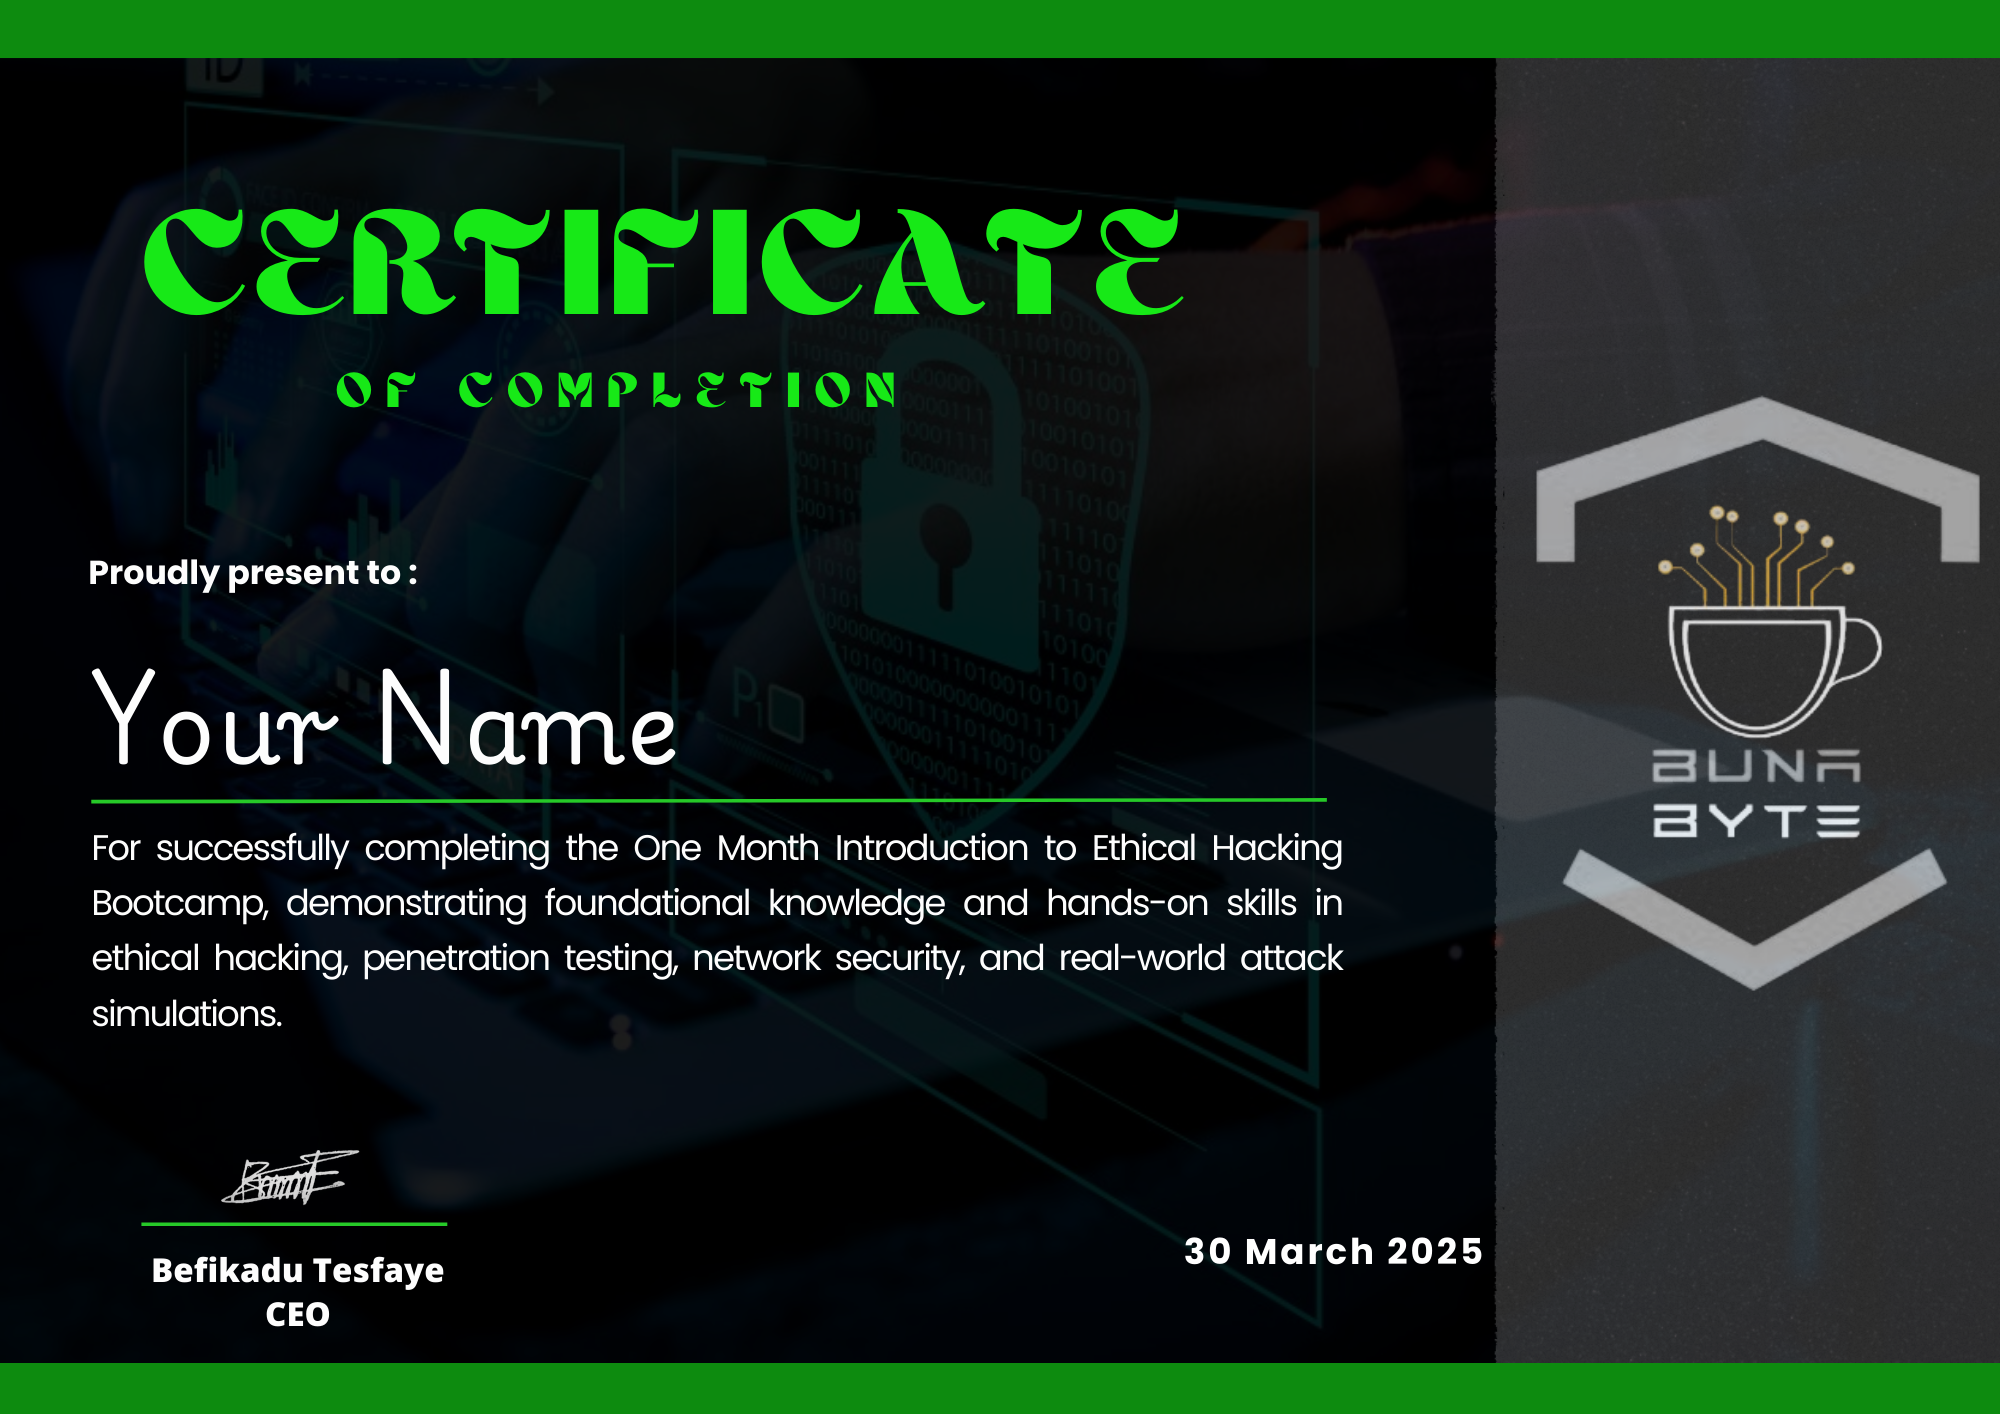 CERTIFICATE
OF COMPLETION
Proudly present to :
Your Name
For successfully completing the One Month Introduction to Ethical Hacking
Bootcamp, demonstrating foundational knowledge and hands-on skills in
ethical hacking, penetration testing, network security, and real-world attack
simulations.
Befikadu Tesfaye
CEO
30 March 2025
BUNA
BYTE